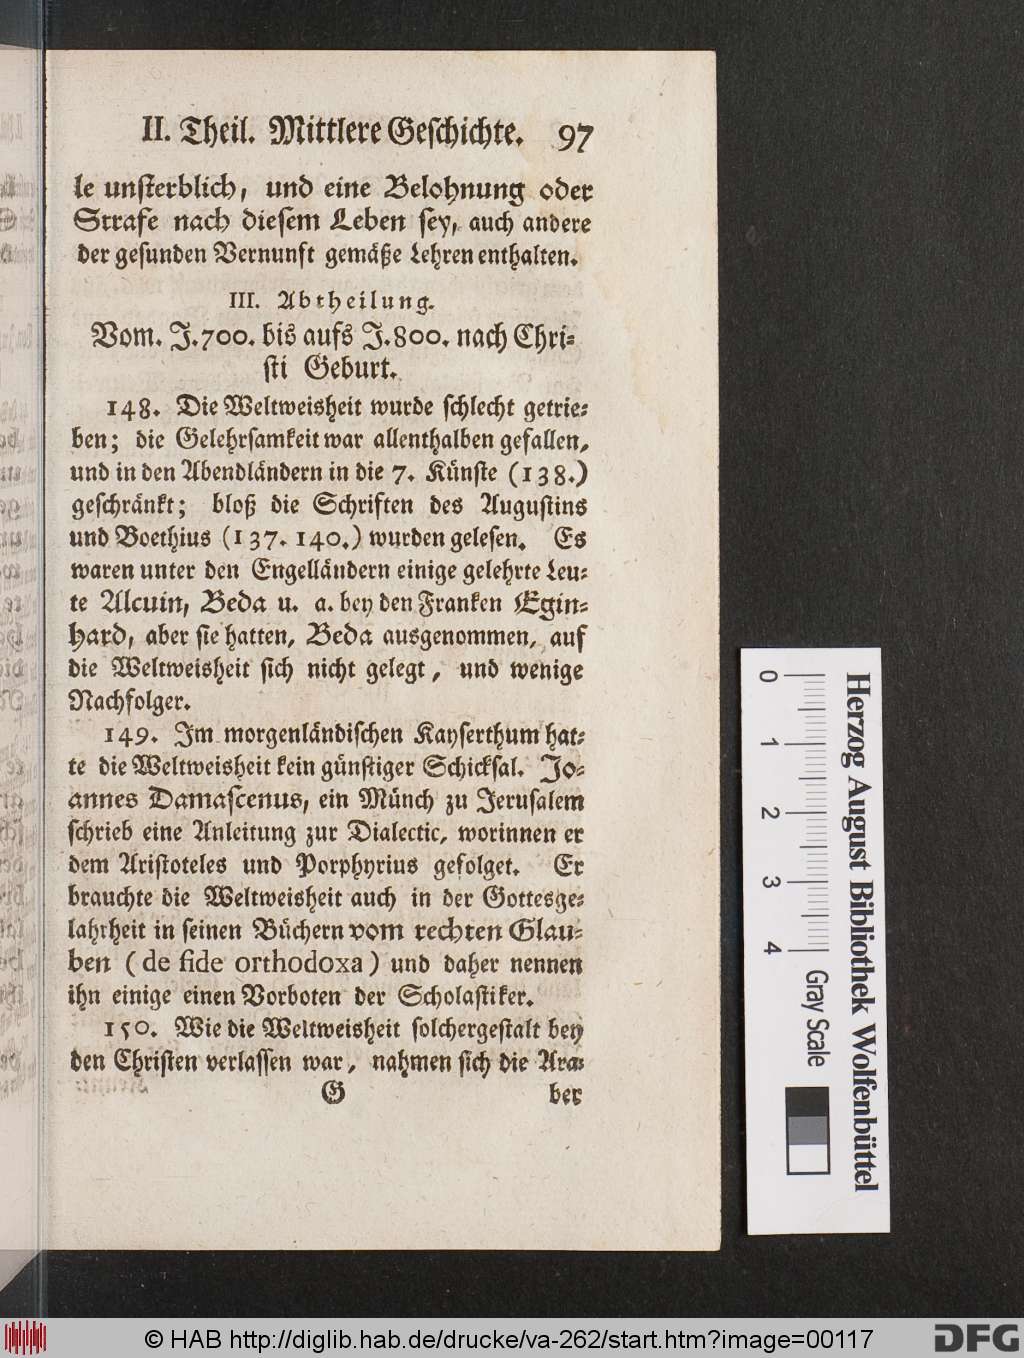 II. Theil. Mittlere Geschichte. 97
le unsterblich, und eine Belohnung oder
Strafe nach diesem Leben sey, auch andere
der gesunden Vernunft gemäße Lehren enthalten.
III. Abtheilung.
Vom. J. 700. bis aufs J. 800. nach Chri-
sti Geburt.
148. Die Weltweisheit wurde schlecht getrie-
ben; die Gelehrsamkeit war allenthalben gefallen,
und in den Abendländern in die 7. Künste (138.)
geschränkt; bloß die Schriften des Augustins
und Boethius (137. 140.) wurden gelesen. Es
waren unter den Engelländern einige gelehrte Leu-
te Alcuin, Beda u. a. bey den Franken Egin-
hard, aber sie hatten, Beda ausgenommen, auf
die Weltweisheit sich nicht gelegt, und wenige
Nachfolger.
149. Im morgenländischen Kayserthum hat-
te die Weltweisheit kein günstiger Schicksal. Jo-
annes Damascenus, ein Münch zu Jerusalem
schrieb eine Anleitung zur Dialectic, worinnen er
dem Aristoteles und Porphyrius gefolget. Er
brauchte die Weltweisheit auch in der Gottesge-
lahrheit in seinen Büchern vom rechten Glau-
ben (de fide orthodoxa) und daher nennen
ihn einige einen Vorboten der Scholastiker.
150. Wie die Weltweisheit solchergestalt bey
den Christen verlassen war, nahmen sich die Ara-
G ber
0 1 2 3 4 Gray Scale
Herzog August Bibliothek Wolfenbüttel
© HAB http://diglib.hab.de/drucke/va-262/start.htm?image=00117
DFG